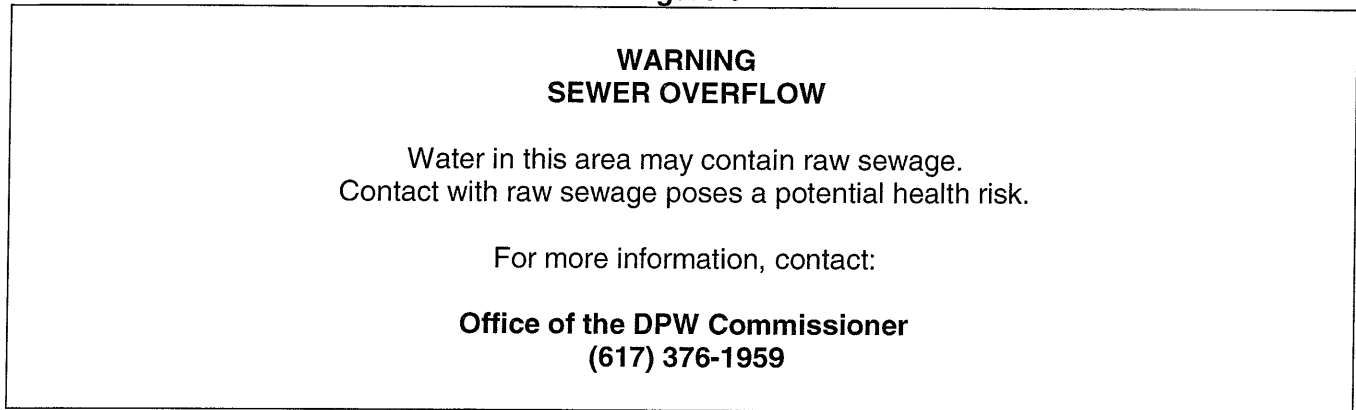 WARNING
SEWER OVERFLOW
Water in this area may contain raw sewage.
Contact with raw sewage poses a potential health risk.
For more information, contact:
Office of the DPW Commissioner
(617) 376-1959